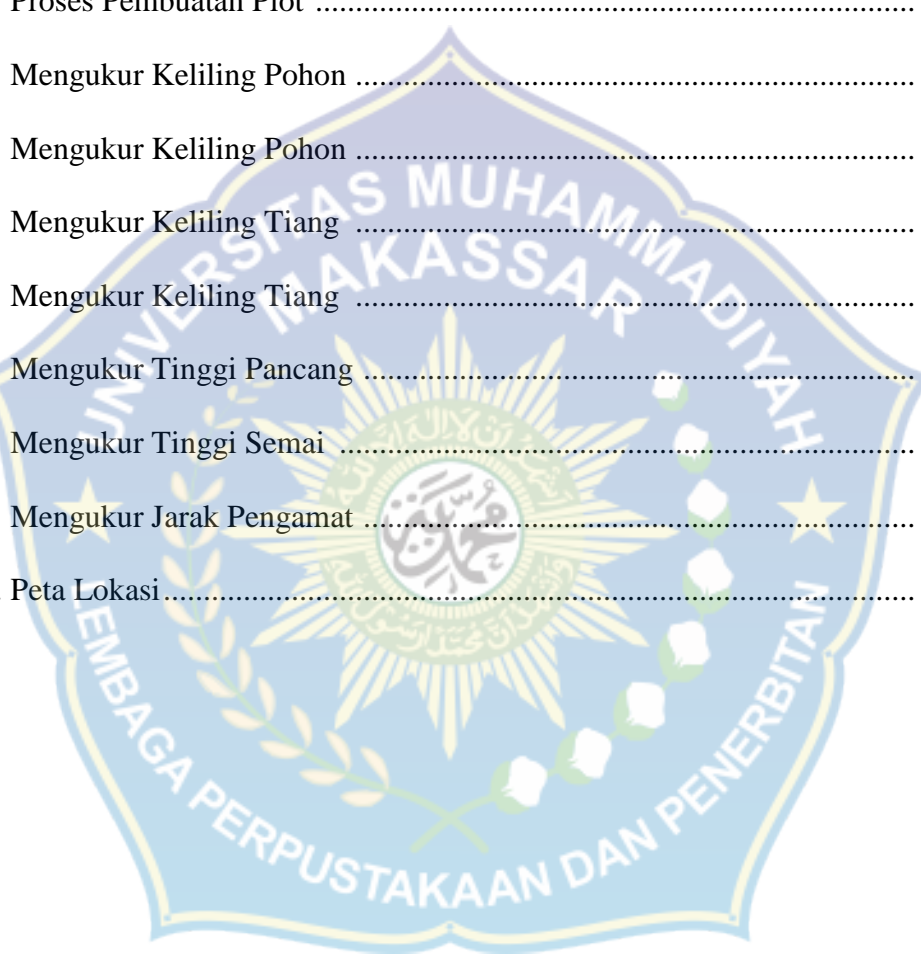 Proses Pembuatan Plot ................................................................................
Mengukur Keliling Pohon ...........................................................................
Mengukur Keliling Pohon ...........................................................................
Mengukur Keliling Tiang ...........................................................................
Mengukur Keliling Tiang ...........................................................................
Mengukur Tinggi Pancang ..........................................................................
Mengukur Tinggi Semai .............................................................................
Mengukur Jarak Pengamat ..........................................................................
Peta Lokasi ...................................................................................................
UNIVERSITAS MUHAMMADIYAH
MAKASSAR
LEMBAGA PERPUSTAKAAN DAN PENERBITAN